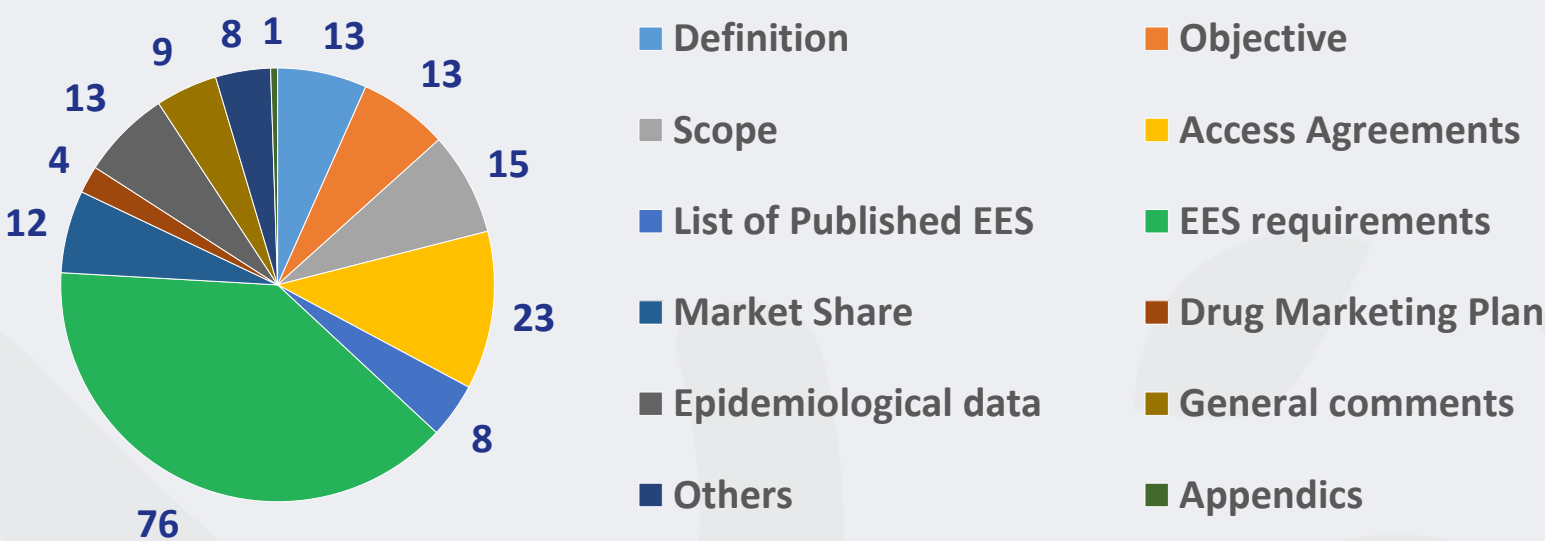 8 1 13
9
13
13
15
4
12
23
8
76
Definition
Objective
Scope
Access Agreements
List of Published EES
EES requirements
Market Share
Drug Marketing Plan
Epidemiological data
General comments
Others
Appendics